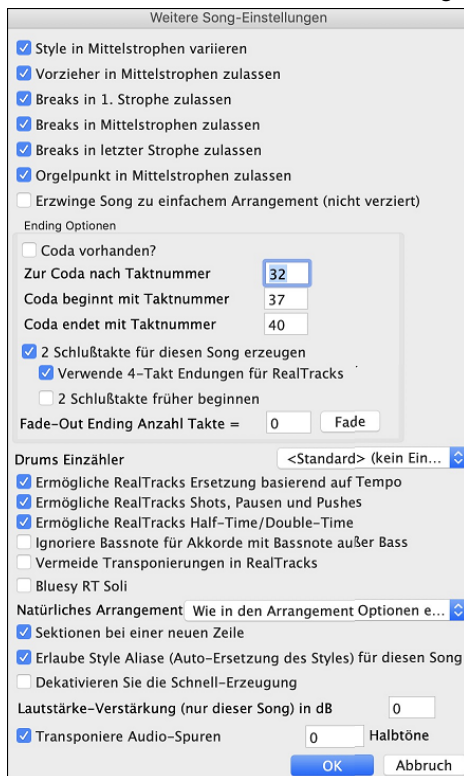 Weitere Song-Einstellungen
Style in Mittelstrophen variieren
Vorzieher in Mittelstrophen zulassen
Breaks in 1. Strophe zulassen
Breaks in Mittelstrophen zulassen
Breaks in letzter Strophe zulassen
Orgelpunkt in Mittelstrophen zulassen
Erzwinge Song zu einfachem Arrangement (nicht verziert)
Ending Optionen
Coda vorhanden?
Zur Coda nach Taktnummer 32
Coda beginnt mit Taktnummer 37
Coda endet mit Taktnummer 40
2 Schlußtakte für diesen Song erzeugen
Verwende 4-Takt Endungen für RealTracks
2 Schlußtakte früher beginnen
Fade-Out Ending Anzahl Takte = 0 Fade
Drums Einzähler <Standard> (kein Ein...
Ermögliche RealTracks Ersetzung basierend auf Tempo
Ermögliche RealTracks Shots, Pausen und Pushes
Ermögliche RealTracks Half-Time/Double-Time
Ignoriere Bassnote für Akkorde mit Bassnote außer Bass
Vermeide Transponierungen in RealTracks
Bluesy RT Soli
Natürliches Arrangement Wie in den Arrangement Optionen e...
Sektionen bei einer neuen Zeile
Erlaube Style Aliase (Auto-Ersetzung des Styles) für diesen Song
Dekativieren Sie die Schnell-Erzeugung
Lautstärke-Verstärkung (nur dieser Song) in dB 0
Transponiere Audio-Spuren 0 Halbtöne
OK Abbruch